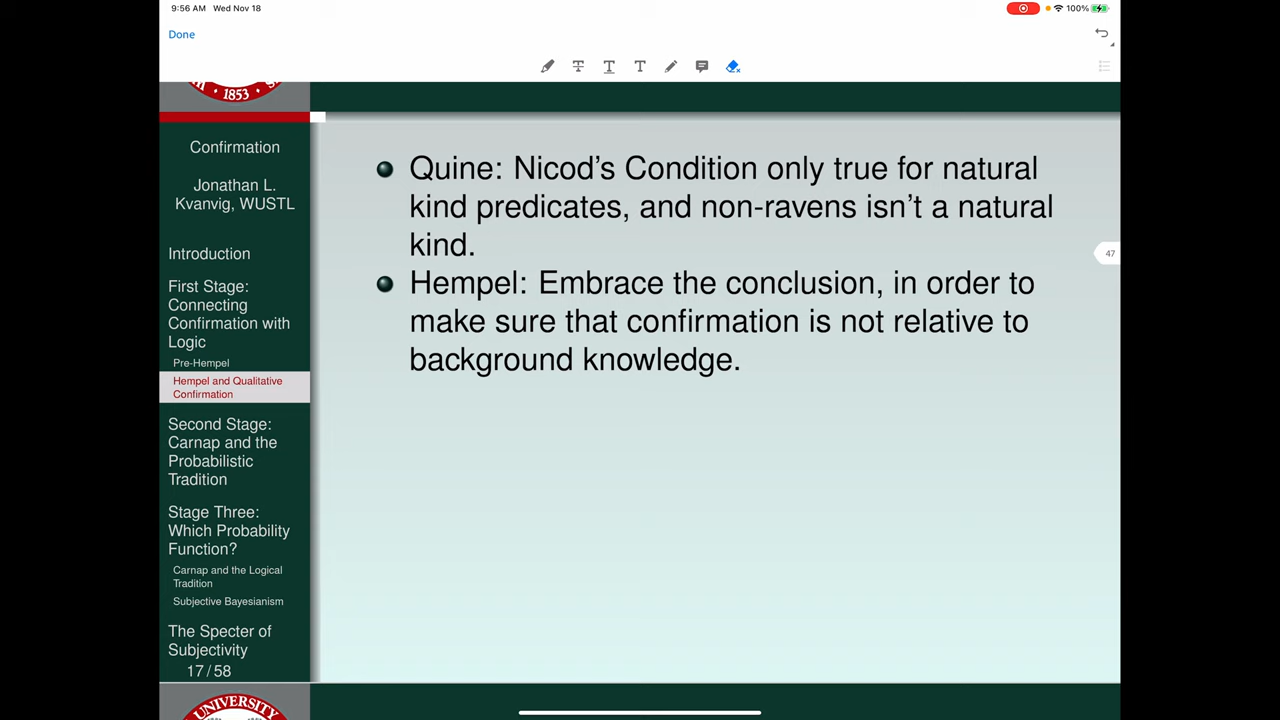 9:56 AM Wed Nov 18
100%
Done
1853
Confirmation
Jonathan L.
Kvanvig, WUSTL
Introduction
First Stage:
Connecting
Confirmation with
Logic
Pre-Hempel
Hempel and Qualitative
Confirmation
Second Stage:
Carnap and the
Probabilistic
Tradition
Stage Three:
Which Probability
Function?
Carnap and the Logical
Tradition
Subjective Bayesianism
The Specter of
Subjectivity
17 / 58
Quine: Nicod’s Condition only true for natural
kind predicates, and non-ravens isn’t a natural
kind.
Hempel: Embrace the conclusion, in order to
make sure that confirmation is not relative to
background knowledge.
47
UNIVERSITY